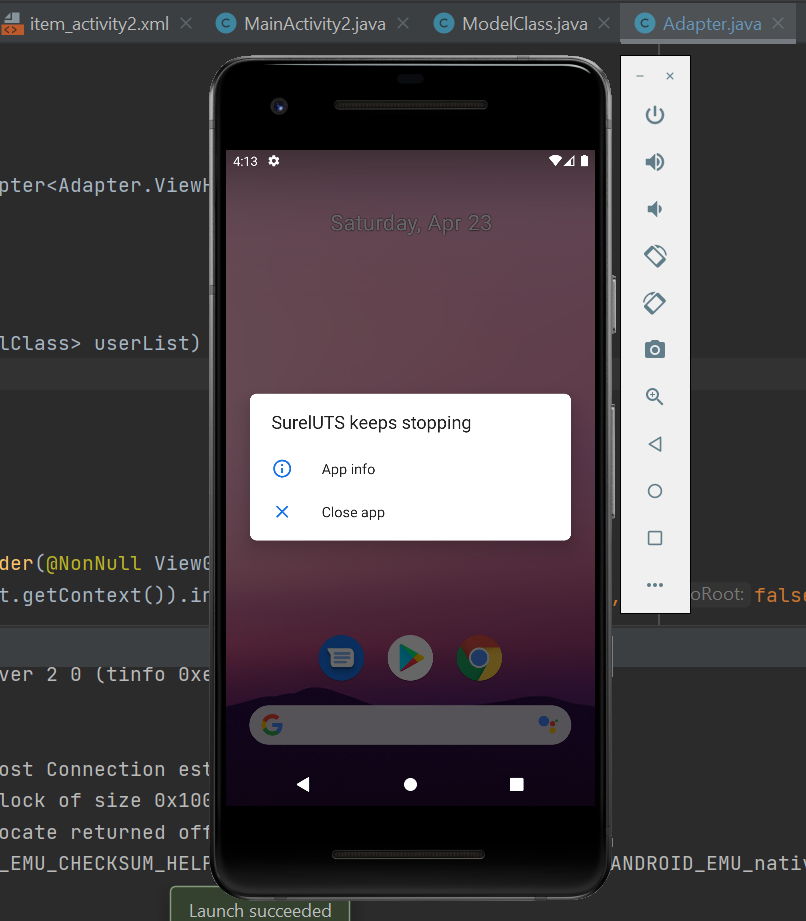 item_activity2.xml
MainActivity2.java
ModelClass.java
Adapter.java
4:13
pter<Adapter.ViewH
Saturday, Apr 23
lClass> userList)
SurelUTS keeps stopping
App info
Close app
der(@NonNull ViewG
t.getContext()).in
, oRoot: false
ver 2 0 (tinfo 0xe
ost Connection est
lock of size 0x100
ocate returned off
_EMU_CHECKSUM_HELP
ANDROID_EMU_nativ
Launch succeeded